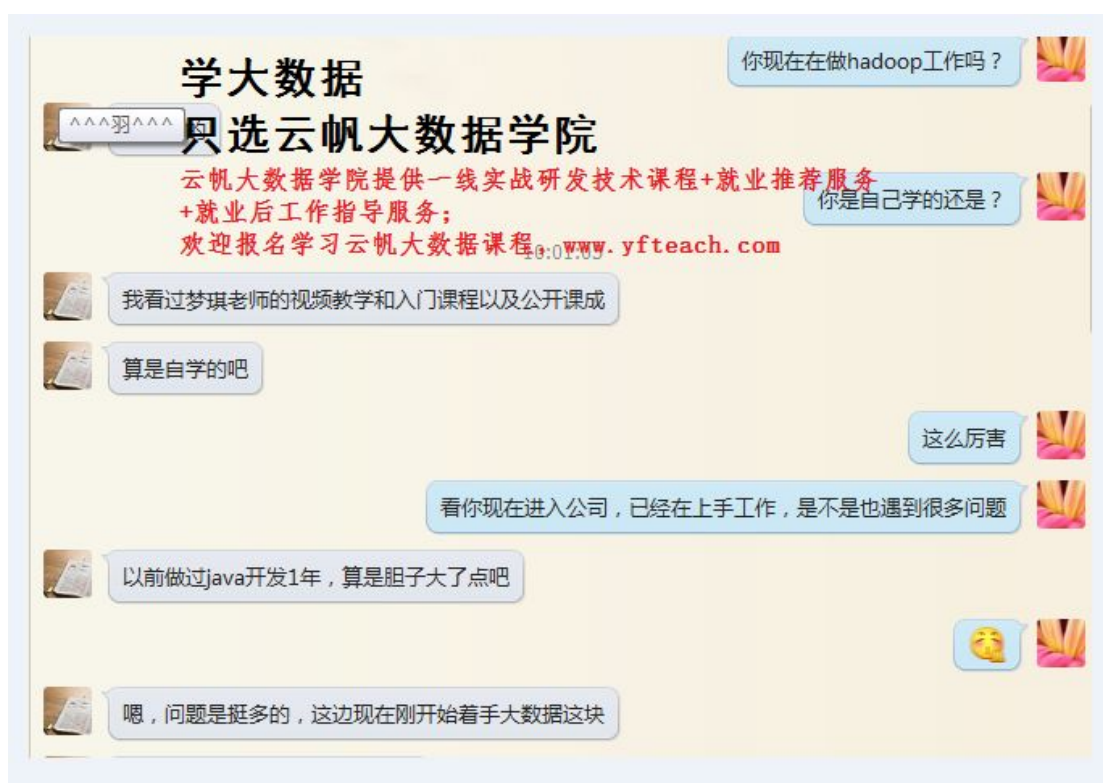 你现在在做hadoop工作吗？
学大数据
^^^羽^^^
只选云帆大数据学院
云帆大数据学院提供一线实战研发技术课程+就业推荐服务
+就业后工作指导服务;
你是自己学的还是？
欢迎报名学习云帆大数据课程，www.yfteach.com
10:01:05
我看过梦琪老师的视频教学和入门课程以及公开课成
算是自学的吧
这么厉害
看你现在进入公司，已经在上手工作，是不是也遇到很多问题
以前做过java开发1年，算是胆子大了点吧
嗯，问题是挺多的，这边现在刚开始着手大数据这块